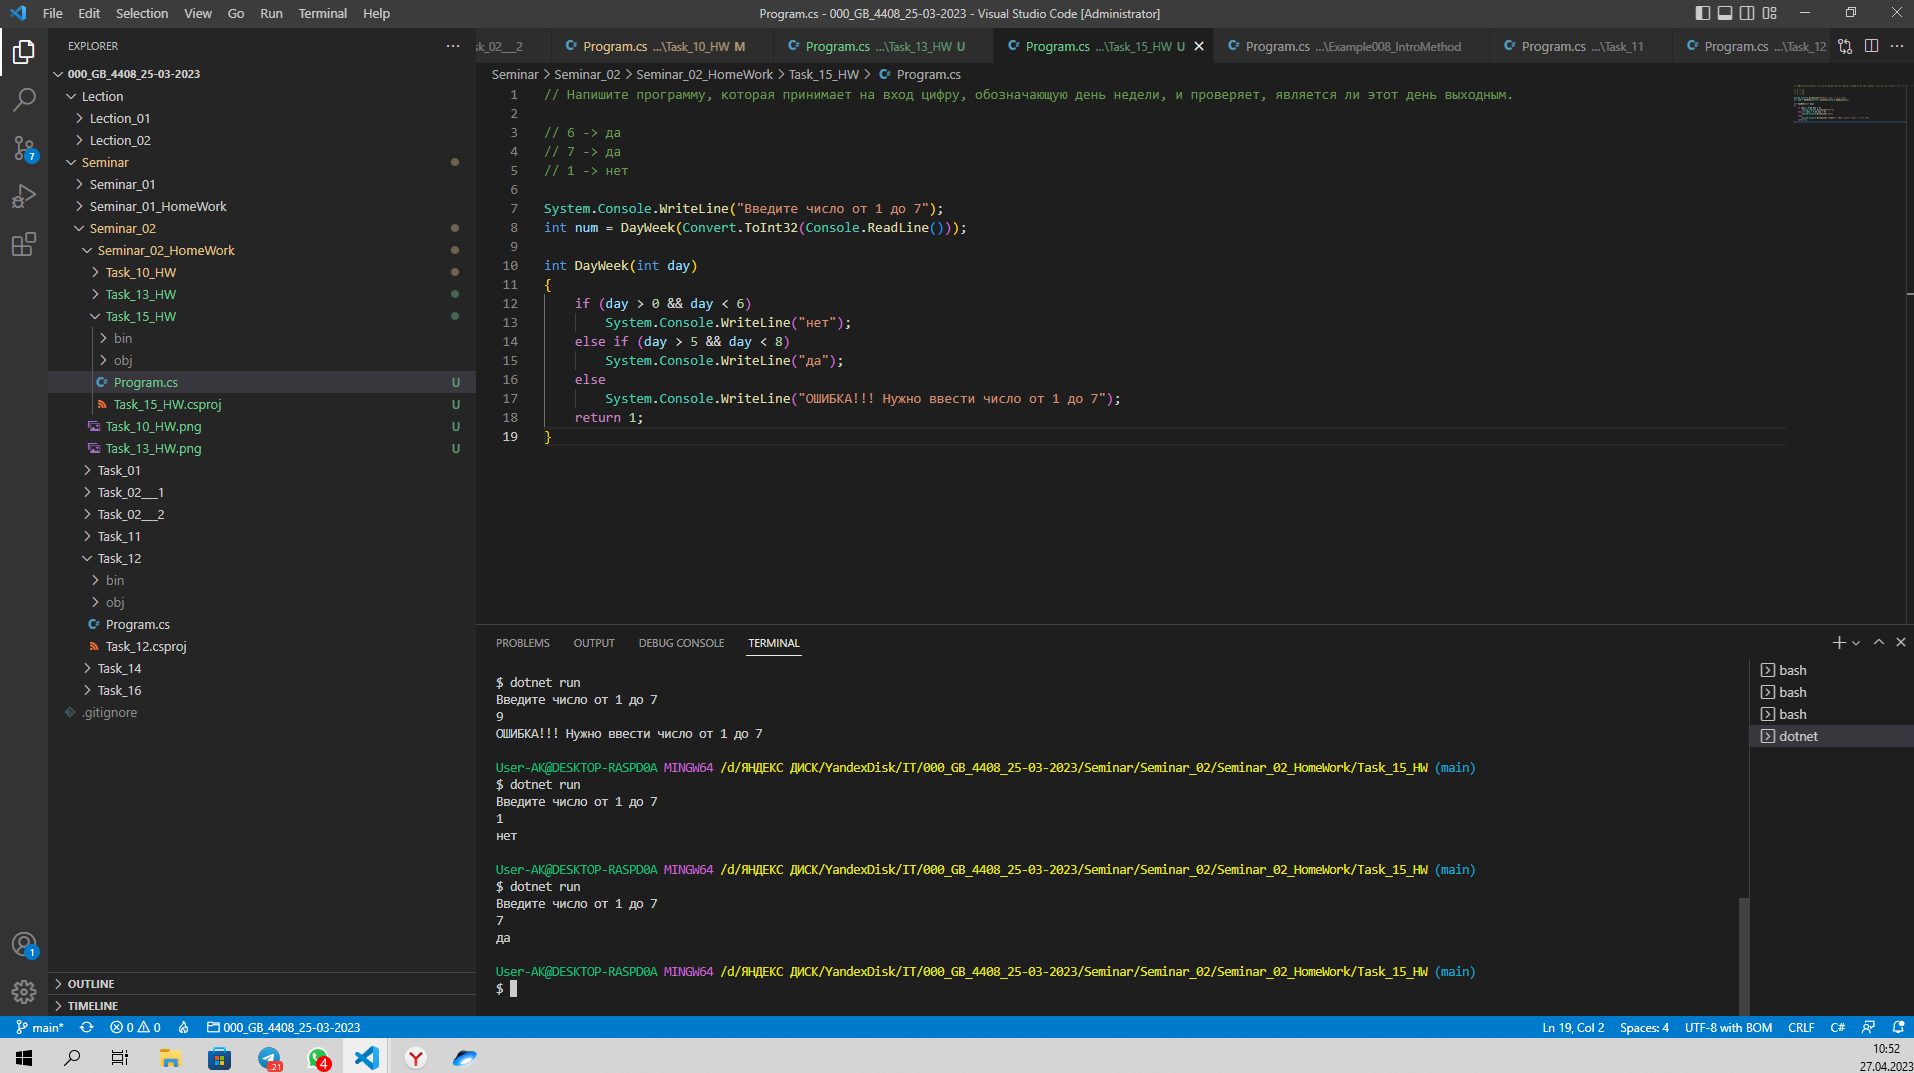 File Edit Selection View Go Run Terminal Help
Program.cs - 000_GB_4408_25-03-2023 - Visual Studio Code [Administrator]
EXPLORER
sk_02__2
Program.cs ...\Task_10_HW M
Program.cs ...\Task_13_HW U
Program.cs ...\Task_15_HW U
Program.cs ...\Example008_IntroMethod
Program.cs ...\Task_11
Program.cs ...\Task_12
Seminar > Seminar_02 > Seminar_02_HomeWork > Task_15_HW > Program.cs
000_GB_4408_25-03-2023
Lection
Lection_01
Lection_02
Seminar
Seminar_01
Seminar_01_HomeWork
Seminar_02
Seminar_02_HomeWork
Task_10_HW
Task_13_HW
Task_15_HW
bin
obj
Program.cs U
Task_15_HW.csproj U
Task_10_HW.png U
Task_13_HW.png U
Task_01
Task_02__1
Task_02__2
Task_11
Task_12
bin
obj
Program.cs
Task_12.csproj
Task_14
Task_16
.gitignore
OUTLINE
TIMELINE
7
1
1 // Напишите программу, которая принимает на вход цифру, обозначающую день недели, и проверяет, является ли этот день выходным.
2
3 // 6 -> да
4 // 7 -> да
5 // 1 -> нет
6
7 System.Console.WriteLine("Введите число от 1 до 7");
8 int num = DayWeek(Convert.ToInt32(Console.ReadLine()));
9
10 int DayWeek(int day)
11 {
12 if (day > 0 && day < 6)
13 System.Console.WriteLine("нет");
14 else if (day > 5 && day < 8)
15 System.Console.WriteLine("да");
16 else
17 System.Console.WriteLine("ОШИБКА!!! Нужно ввести число от 1 до 7");
18 return 1;
19 }
PROBLEMS OUTPUT DEBUG CONSOLE TERMINAL
$ dotnet run
Введите число от 1 до 7
9
ОШИБКА!!! Нужно ввести число от 1 до 7
User-AK@DESKTOP-RASPD0A MINGW64 /d/ЯНДЕКС ДИСК/YandexDisk/IT/000_GB_4408_25-03-2023/Seminar/Seminar_02/Seminar_02_HomeWork/Task_15_HW (main)
$ dotnet run
Введите число от 1 до 7
1
нет
User-AK@DESKTOP-RASPD0A MINGW64 /d/ЯНДЕКС ДИСК/YandexDisk/IT/000_GB_4408_25-03-2023/Seminar/Seminar_02/Seminar_02_HomeWork/Task_15_HW (main)
$ dotnet run
Введите число от 1 до 7
7
да
User-AK@DESKTOP-RASPD0A MINGW64 /d/ЯНДЕКС ДИСК/YandexDisk/IT/000_GB_4408_25-03-2023/Seminar/Seminar_02/Seminar_02_HomeWork/Task_15_HW (main)
$
bash
bash
bash
dotnet
main* 0 0 000_GB_4408_25-03-2023
Ln 19, Col 2 Spaces: 4 UTF-8 with BOM CRLF C#
..21
4
10:52
27.04.2023